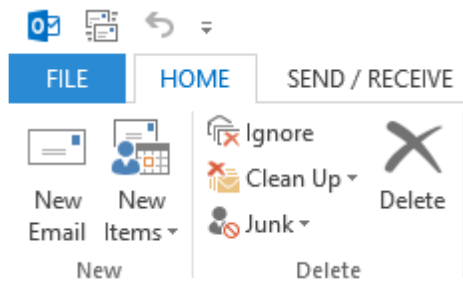 FILE HOME SEND / RECEIVE
New Email
New Items
Ignore
Clean Up
Junk
Delete
New
Delete